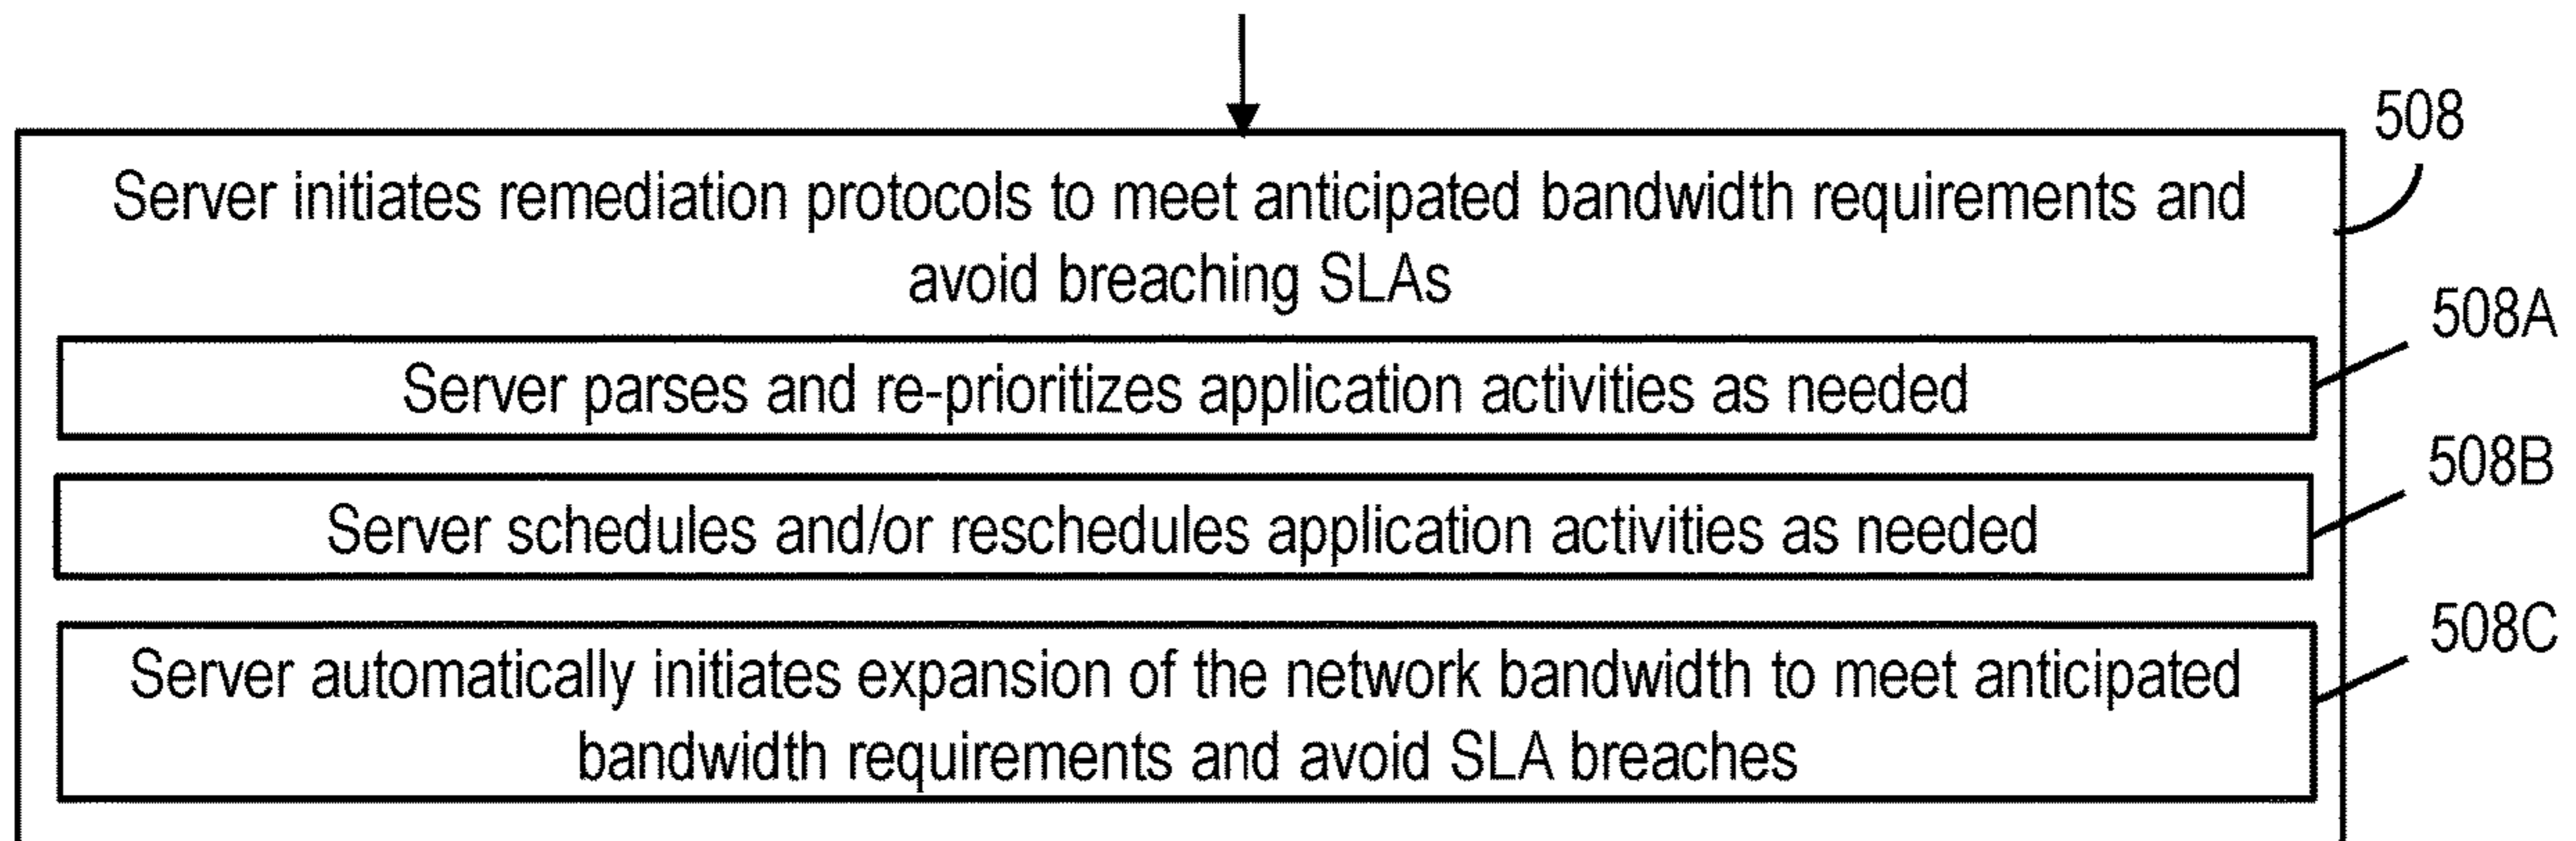 508
Server initiates remediation protocols to meet anticipated bandwidth requirements and
avoid breaching SLAs
508A
Server parses and re-prioritizes application activities as needed
508B
Server schedules and/or reschedules application activities as needed
508C
Server automatically initiates expansion of the network bandwidth to meet anticipated
bandwidth requirements and avoid SLA breaches